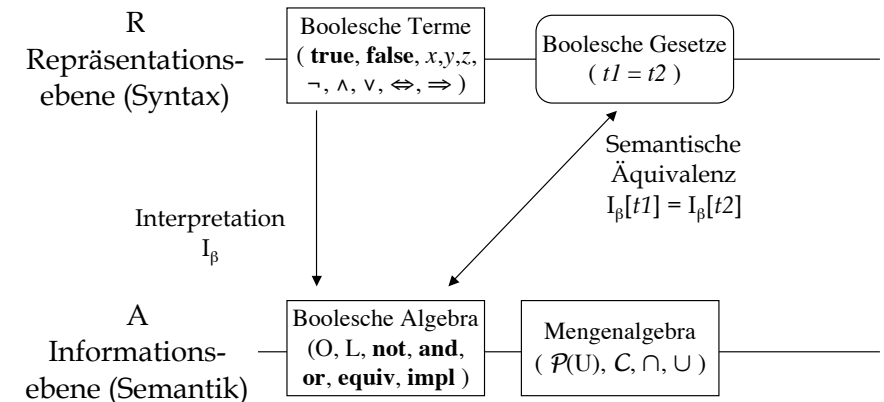 R
Repräsentations-
ebene (Syntax)
Boolesche Terme
( true, false, x,y,z,
¬, ∧, ∨, ⇔, ⇒ )
Boolesche Gesetze
( t1 = t2 )
Interpretation
Iβ
Semantische
Äquivalenz
Iβ[t1] = Iβ[t2]
A
Informations-
ebene (Semantik)
Boolesche Algebra
(O, L, not, and,
or, equiv, impl )
Mengenalgebra
( 𝒫(U), C, ∩, ∪ )